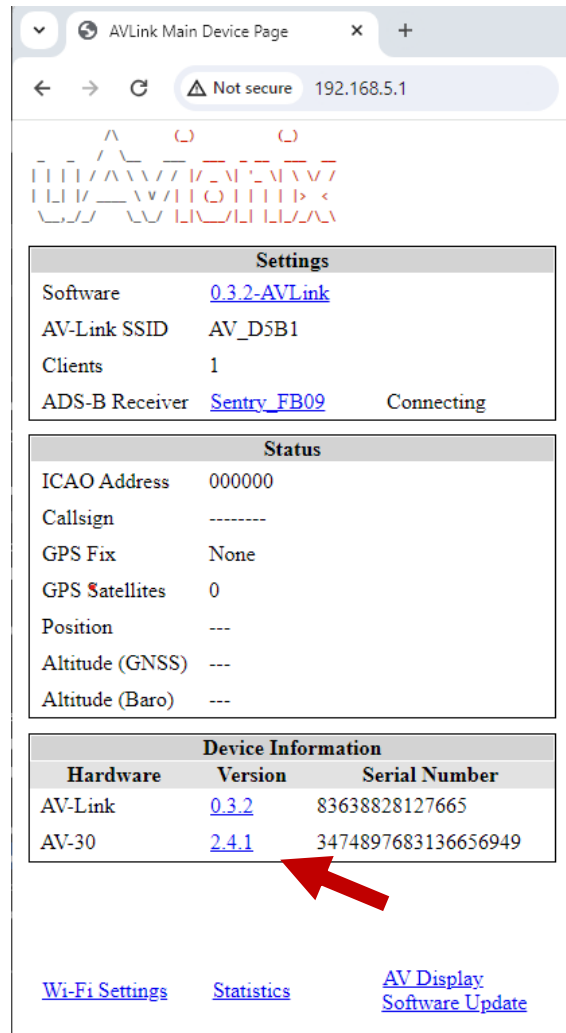 AVLink Main Device Page
Not secure 192.168.5.1
uAvionix
Settings
Software 0.3.2-AVLink
AV-Link SSID AV_D5B1
Clients 1
ADS-B Receiver Sentry_FB09 Connecting
Status
ICAO Address 000000
Callsign --------
GPS Fix None
GPS Satellites 0
Position ---
Altitude (GNSS) ---
Altitude (Baro) ---
Device Information
Hardware Version Serial Number
AV-Link 0.3.2 83638828127665
AV-30 2.4.1 3474897683136656949
Wi-Fi Settings Statistics AV Display
Software Update